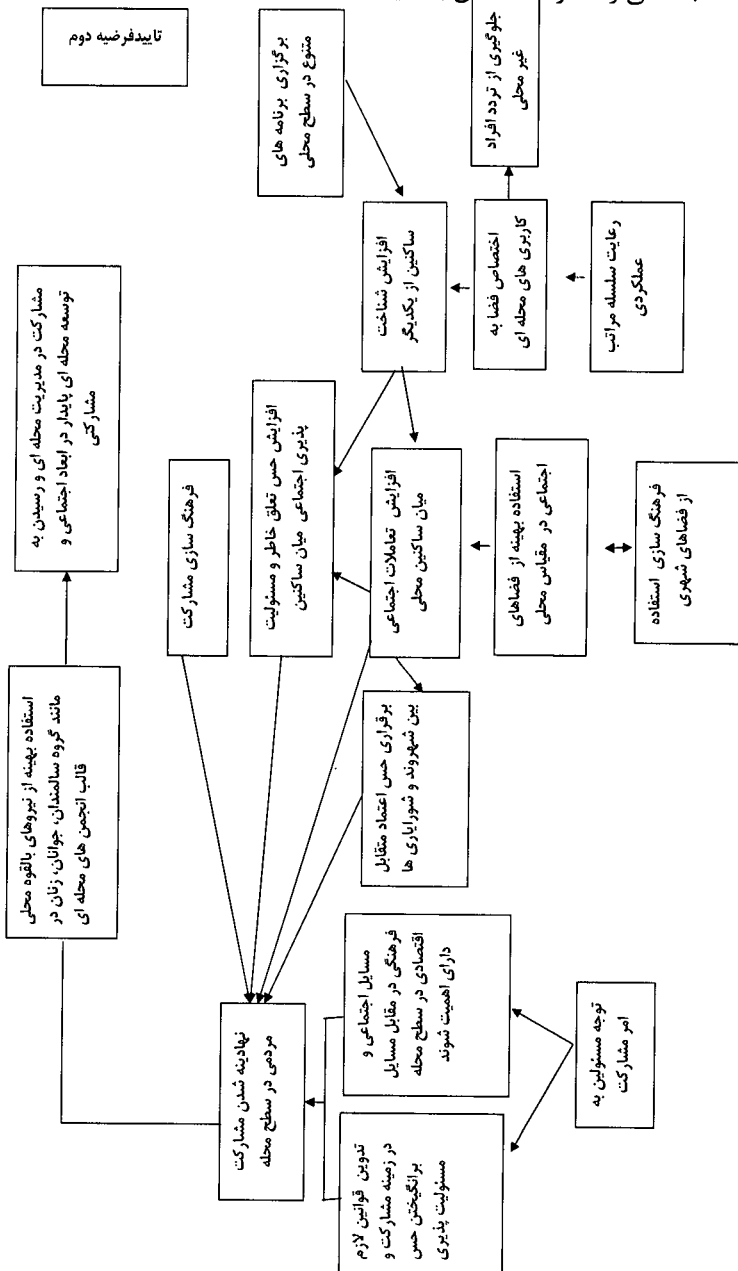 تاییدفرضیه دوم
برگزاری برنامه های
متنوع در سطح محلی
جلوگیری از تردد افراد
غیر محلی
مشارکت در مدیریت محله ای و رسیدن به
توسعه محله ای پایدار در ابعاد اجتماعی و
مشارکتی
افزایش شناخت
ساکنین از یکدیگر
اختصاص فضا به
کاربری های محله ای
رعایت سلسله مراتب
عملکردی
فرهنگ سازی مشارکت
افزایش حس تعلق خاطر و مسئولیت
پذیری اجتماعی میان ساکنین
افزایش تعاملات اجتماعی
میان ساکنین محلی
استفاده بهینه از فضاهای
اجتماعی در مقیاس محلی
فرهنگ سازی استفاده
از فضاهای شهری
استفاده بهینه از نیروهای بالقوه محلی
مانند گروه سالمندان، جوانان، زنان در
قالب انجمن های محله ای
برقراری حس اعتماد متقابل
بین شهروند و شورایاری ها
نهادینه شدن مشارکت
مردمی در سطح محله
مسایل اجتماعی و
فرهنگی در مقابل مسایل
اقتصادی در سطح محله
دارای اهمیت شوند
توجه مسئولین به
امر مشارکت
تدوین قوانین لازم
در زمینه مشارکت و
برانگیختن حس
مسئولیت پذیری